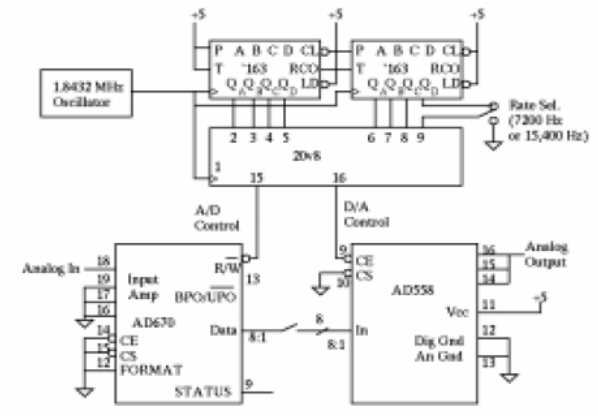 +5 +5 +5
P A B C D CL
T '163 RCO
Q Q Q Q LD
A B C D
P A B C D CL
T '163 RCO
Q Q Q Q LD
A B C D
1.8432 MHz
Oscillator
Rate Sel.
(7200 Hz
or 15,400 Hz)
2 3 4 5 6 7 8 9
20v8
1
15 16
A/D
Control
D/A
Control
18
Analog In
R/W
13
19 Input
17 Amp
16
BPO/UPO
AD670
Data
8:1
14 CE
15 CS
12 FORMAT
STATUS 9
8
8:1
9 CE
10 CS
AD558
In
16
15
14
Analog
Output
Vcc 11 +5
Dig Gnd 12
An Gnd 13